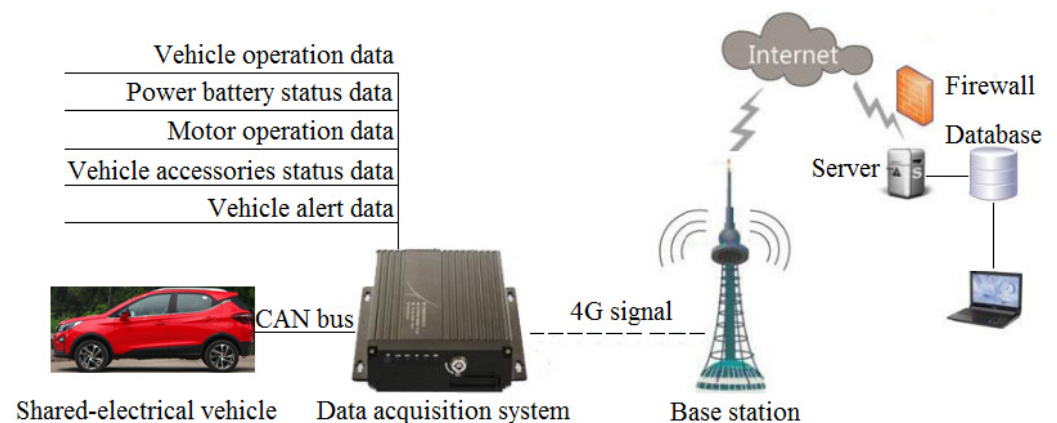 Vehicle operation data
Power battery status data
Motor operation data
Vehicle accessories status data
Vehicle alert data
Internet
Firewall
Database
Server
S
CAN bus
4G signal
Shared-electrical vehicle
Data acquisition system
Base station